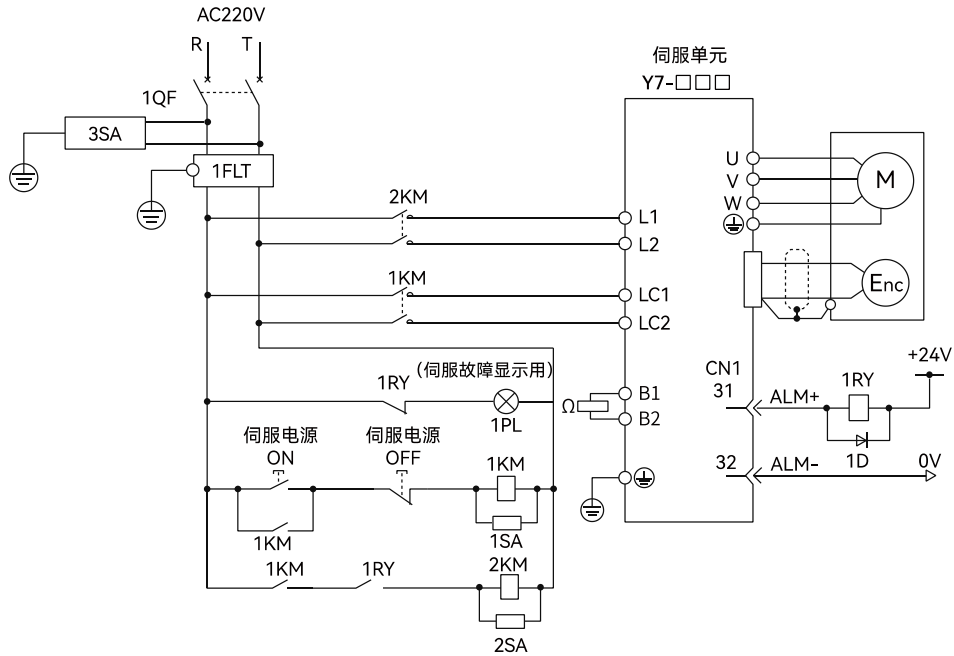 AC220V
R T
伺服单元
Y7-□□□
1QF
3SA
1FLT
U
V
W
M
2KM
L1
L2
1KM
LC1
LC2
Enc
(伺服故障显示用)
+24V
CN1
1RY
31
ALM+
1RY
B1
Ω
B2
1PL
1D
伺服电源
ON
伺服电源
OFF
1KM
32
ALM-
0V
1KM
1SA
1KM
1RY
2KM
2SA